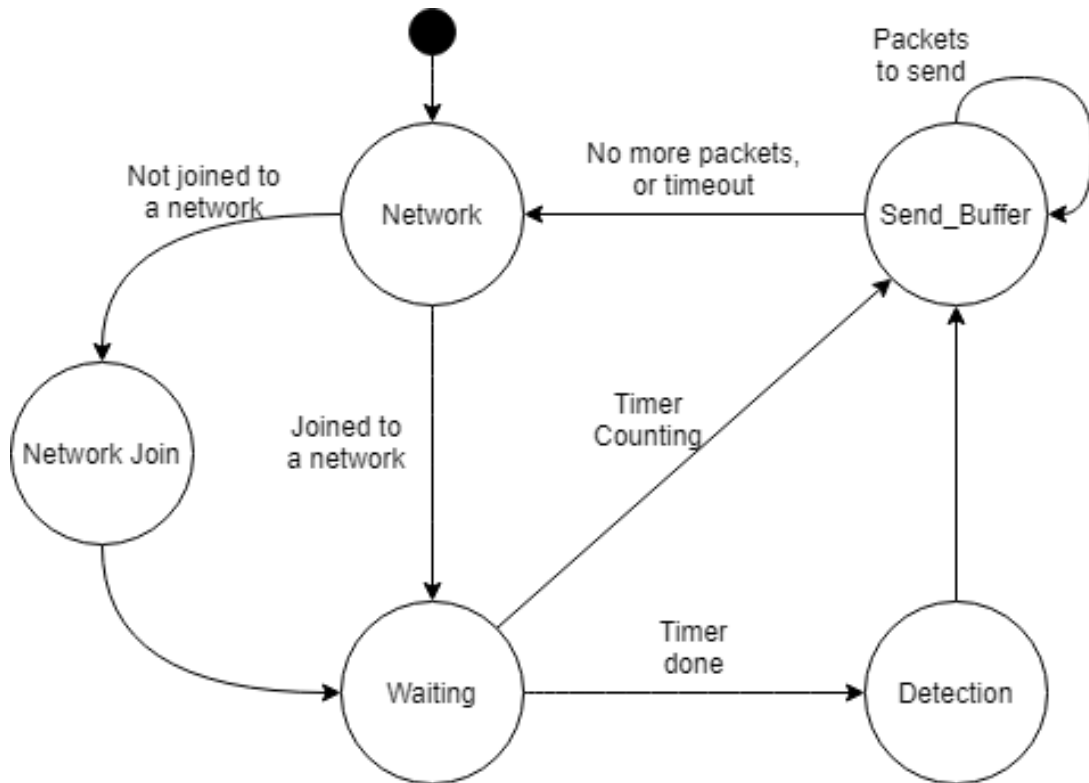 Packets
to send
No more packets,
or timeout
Not joined to
a network
Network
Send_Buffer
Timer
Counting
Joined to
a network
Network Join
Timer
done
Waiting
Detection